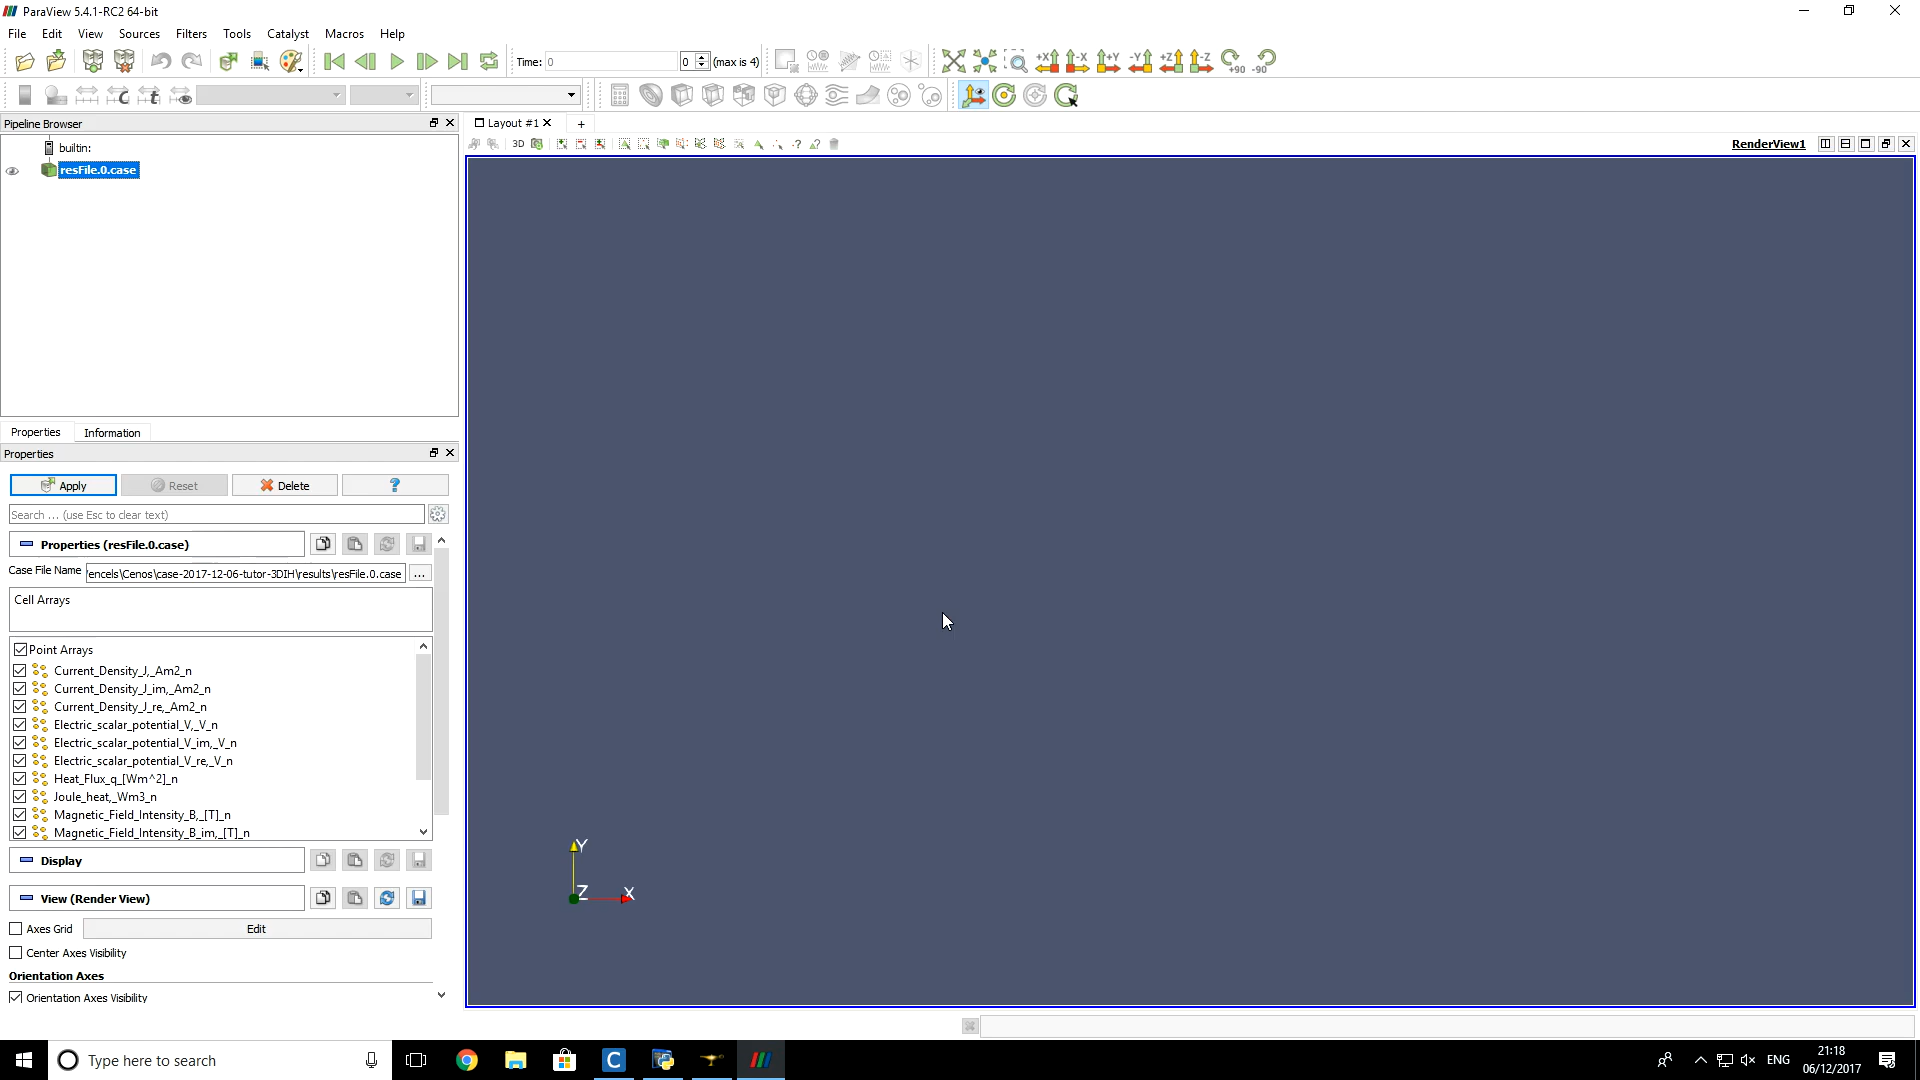 ParaView 5.4.1-RC2 64-bit
File Edit View Sources Filters Tools Catalyst Macros Help
Time: 0 0 (max is 4) +X -X +Y -Y +Z -Z +90 -90
Pipeline Browser
Layout #1 +
builtin:
3D
RenderView1
resFile.0.case
Properties Information
Properties
Apply Reset Delete ?
Search ... (use Esc to clear text)
Properties (resFile.0.case)
Case File Name 'encels\Cenos\case-2017-12-06-tutor-3DIH\results\resFile.0.case ...
Cell Arrays
Point Arrays
Current_Density_J,_Am2_n
Current_Density_J_im,_Am2_n
Current_Density_J_re,_Am2_n
Electric_scalar_potential_V,_V_n
Electric_scalar_potential_V_im,_V_n
Electric_scalar_potential_V_re,_V_n
Heat_Flux_q_[Wm^2]_n
Joule_heat,_Wm3_n
Magnetic_Field_Intensity_B,_[T]_n
Magnetic_Field_Intensity_B_im,_[T]_n
Y
Z X
Display
View (Render View)
Axes Grid Edit
Center Axes Visibility
Orientation Axes
Orientation Axes Visibility
Type here to search
C
ENG
21:18
06/12/2017